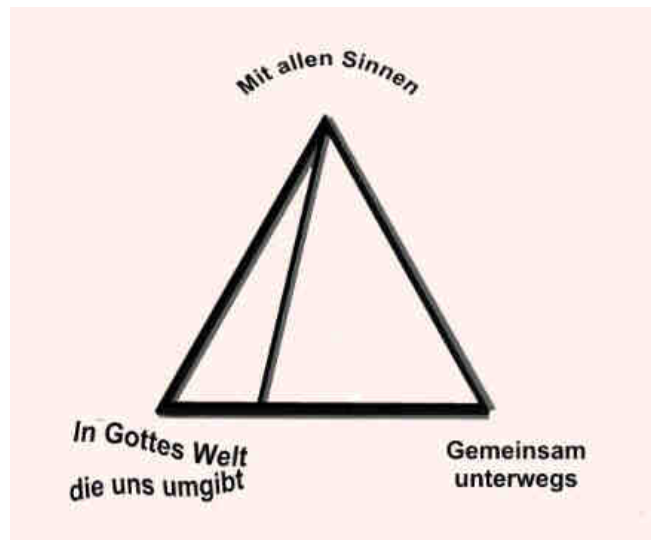 Mit allen Sinnen
In Gottes Welt
die uns umgibt
Gemeinsam
unterwegs